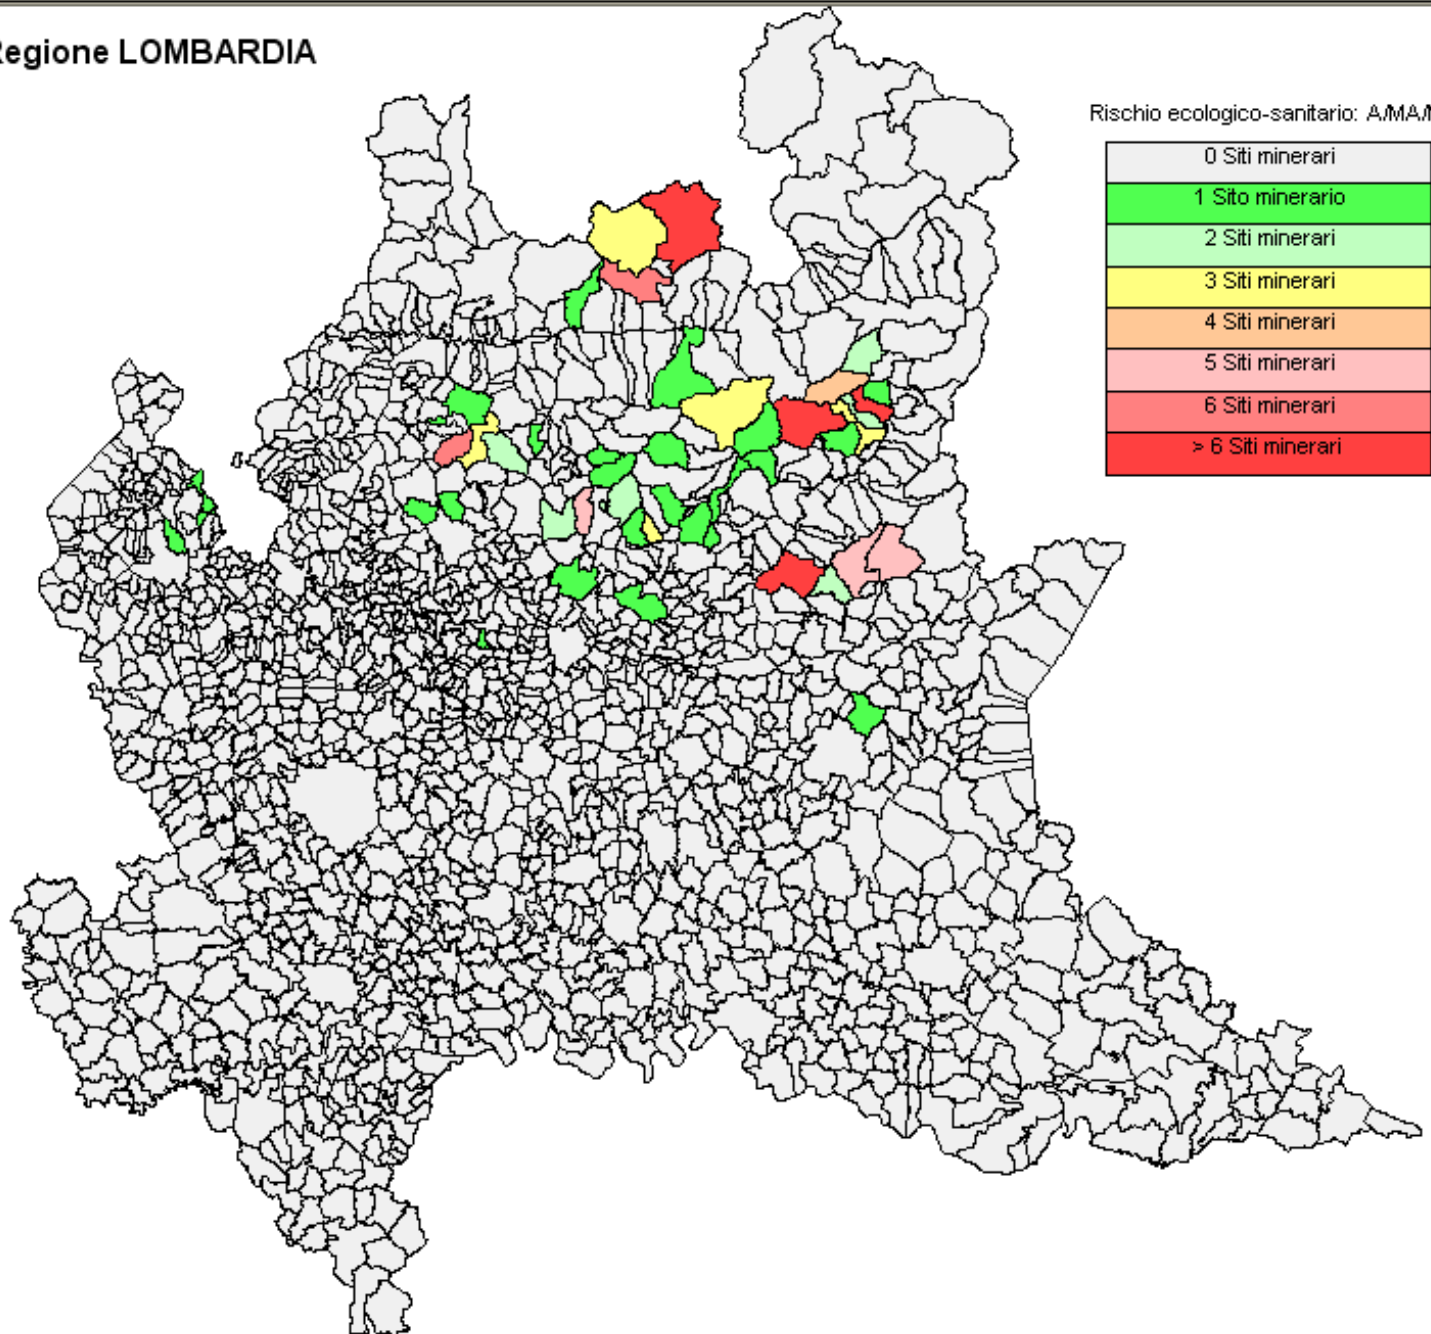 Regione LOMBARDIA
Rischio ecologico-sanitario: A/MA/
0 Siti minerari
1 Sito minerario
2 Siti minerari
3 Siti minerari
4 Siti minerari
5 Siti minerari
6 Siti minerari
> 6 Siti minerari